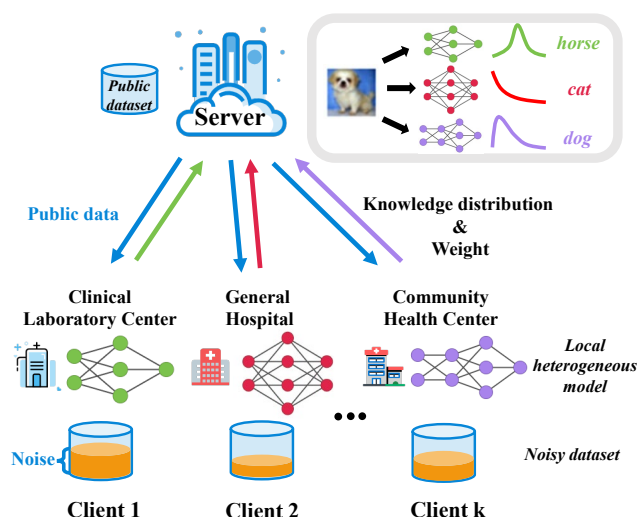 Public
dataset
Server
horse
cat
dog
Public data
Knowledge distribution
&
Weight
Clinical
Laboratory Center
General
Hospital
Community
Health Center
Local
heterogeneous
model
Noise
Noisy dataset
Client 1
Client 2
Client k